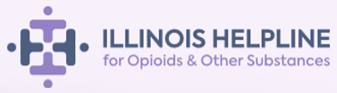 ILLINOIS HELPLINE
for Opioids & Other Substances